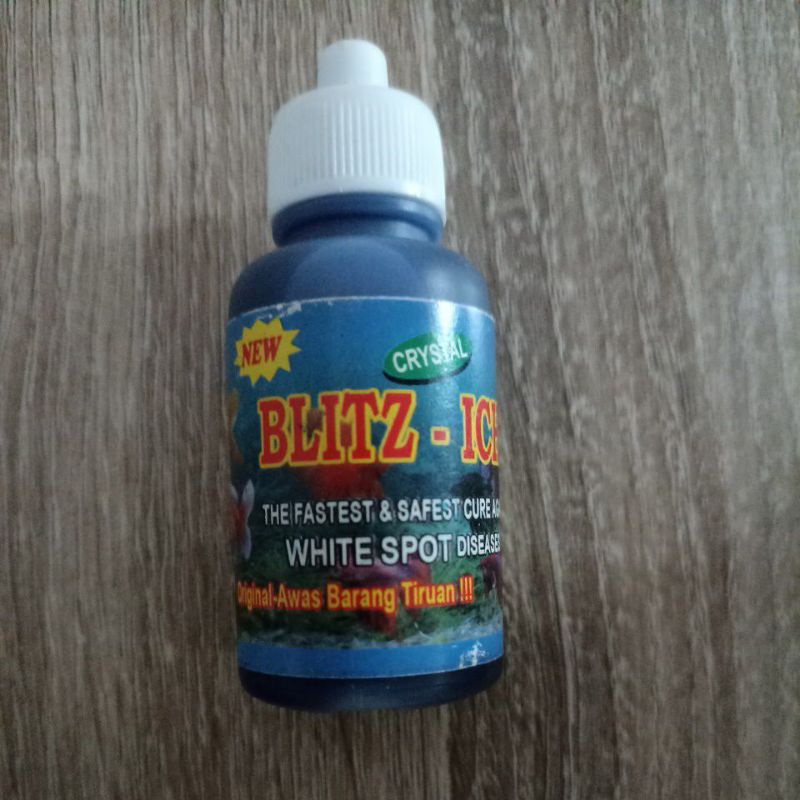 NEW
CRYSTAL
BLITZ - ICH
THE FASTEST & SAFEST CURE
WHITE SPOT DISEASES
Original-Awas Barang Tiruan !!!